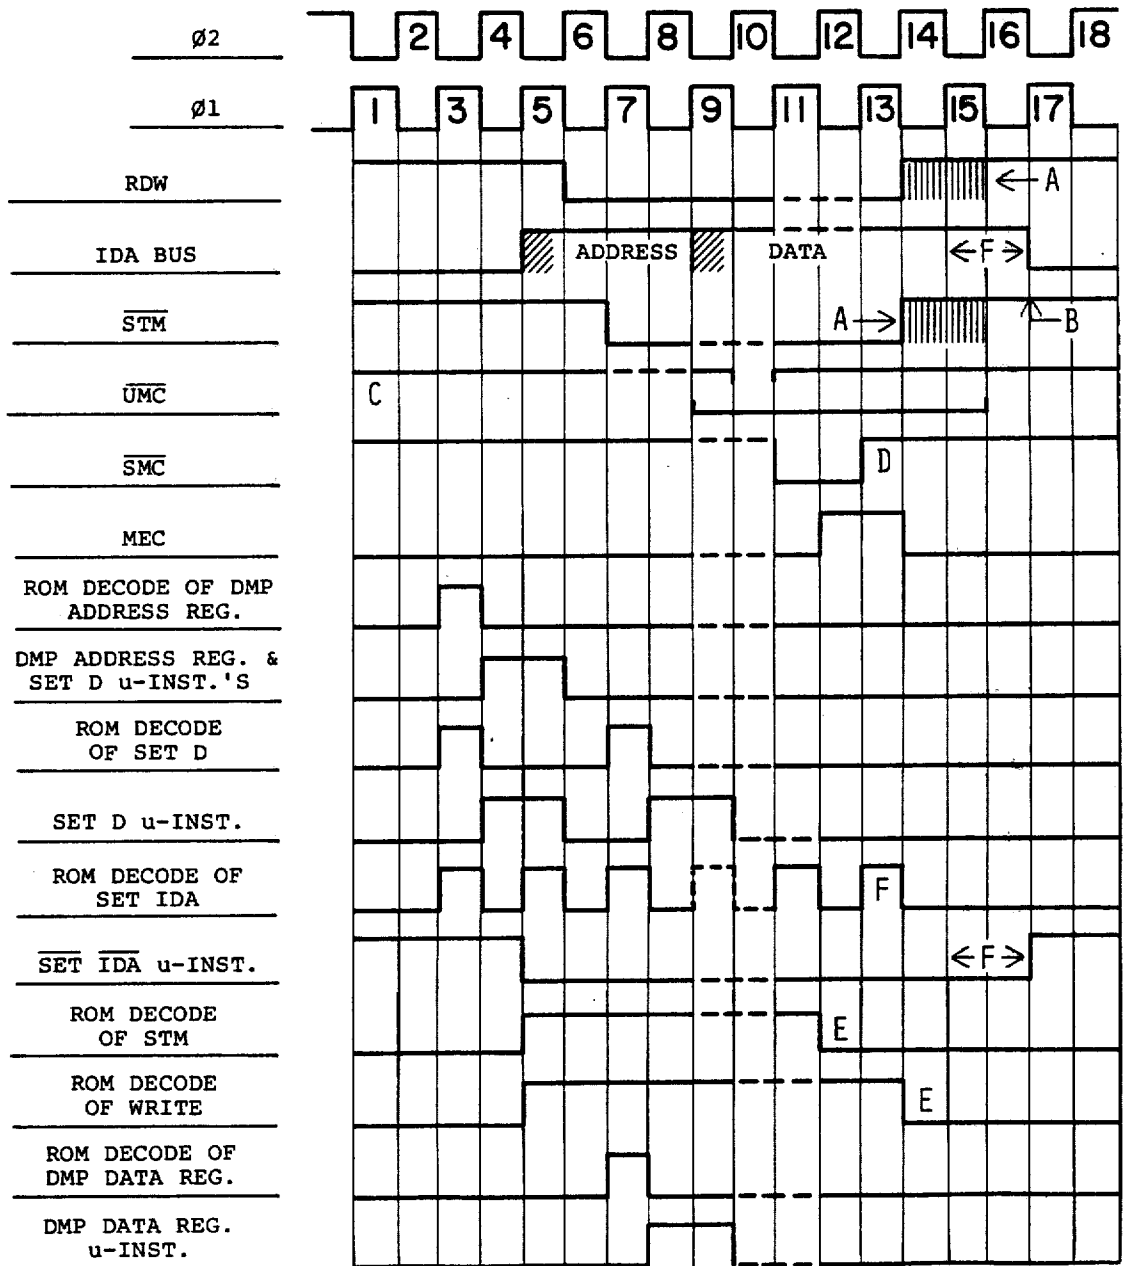 ø2
2 4 6 8 10 12 14 16 18
ø1
1 3 5 7 9 11 13 15 17
RDW
A
IDA BUS
ADDRESS DATA F
STM
A B
UMC
C
SMC
D
MEC
ROM DECODE OF DMP
ADDRESS REG.
DMP ADDRESS REG. &
SET D u-INST.'S
ROM DECODE
OF SET D
SET D u-INST.
ROM DECODE OF
SET IDA
F
SET IDA u-INST.
F
ROM DECODE
OF STM
E
ROM DECODE
OF WRITE
E
ROM DECODE OF
DMP DATA REG.
DMP DATA REG.
u-INST.